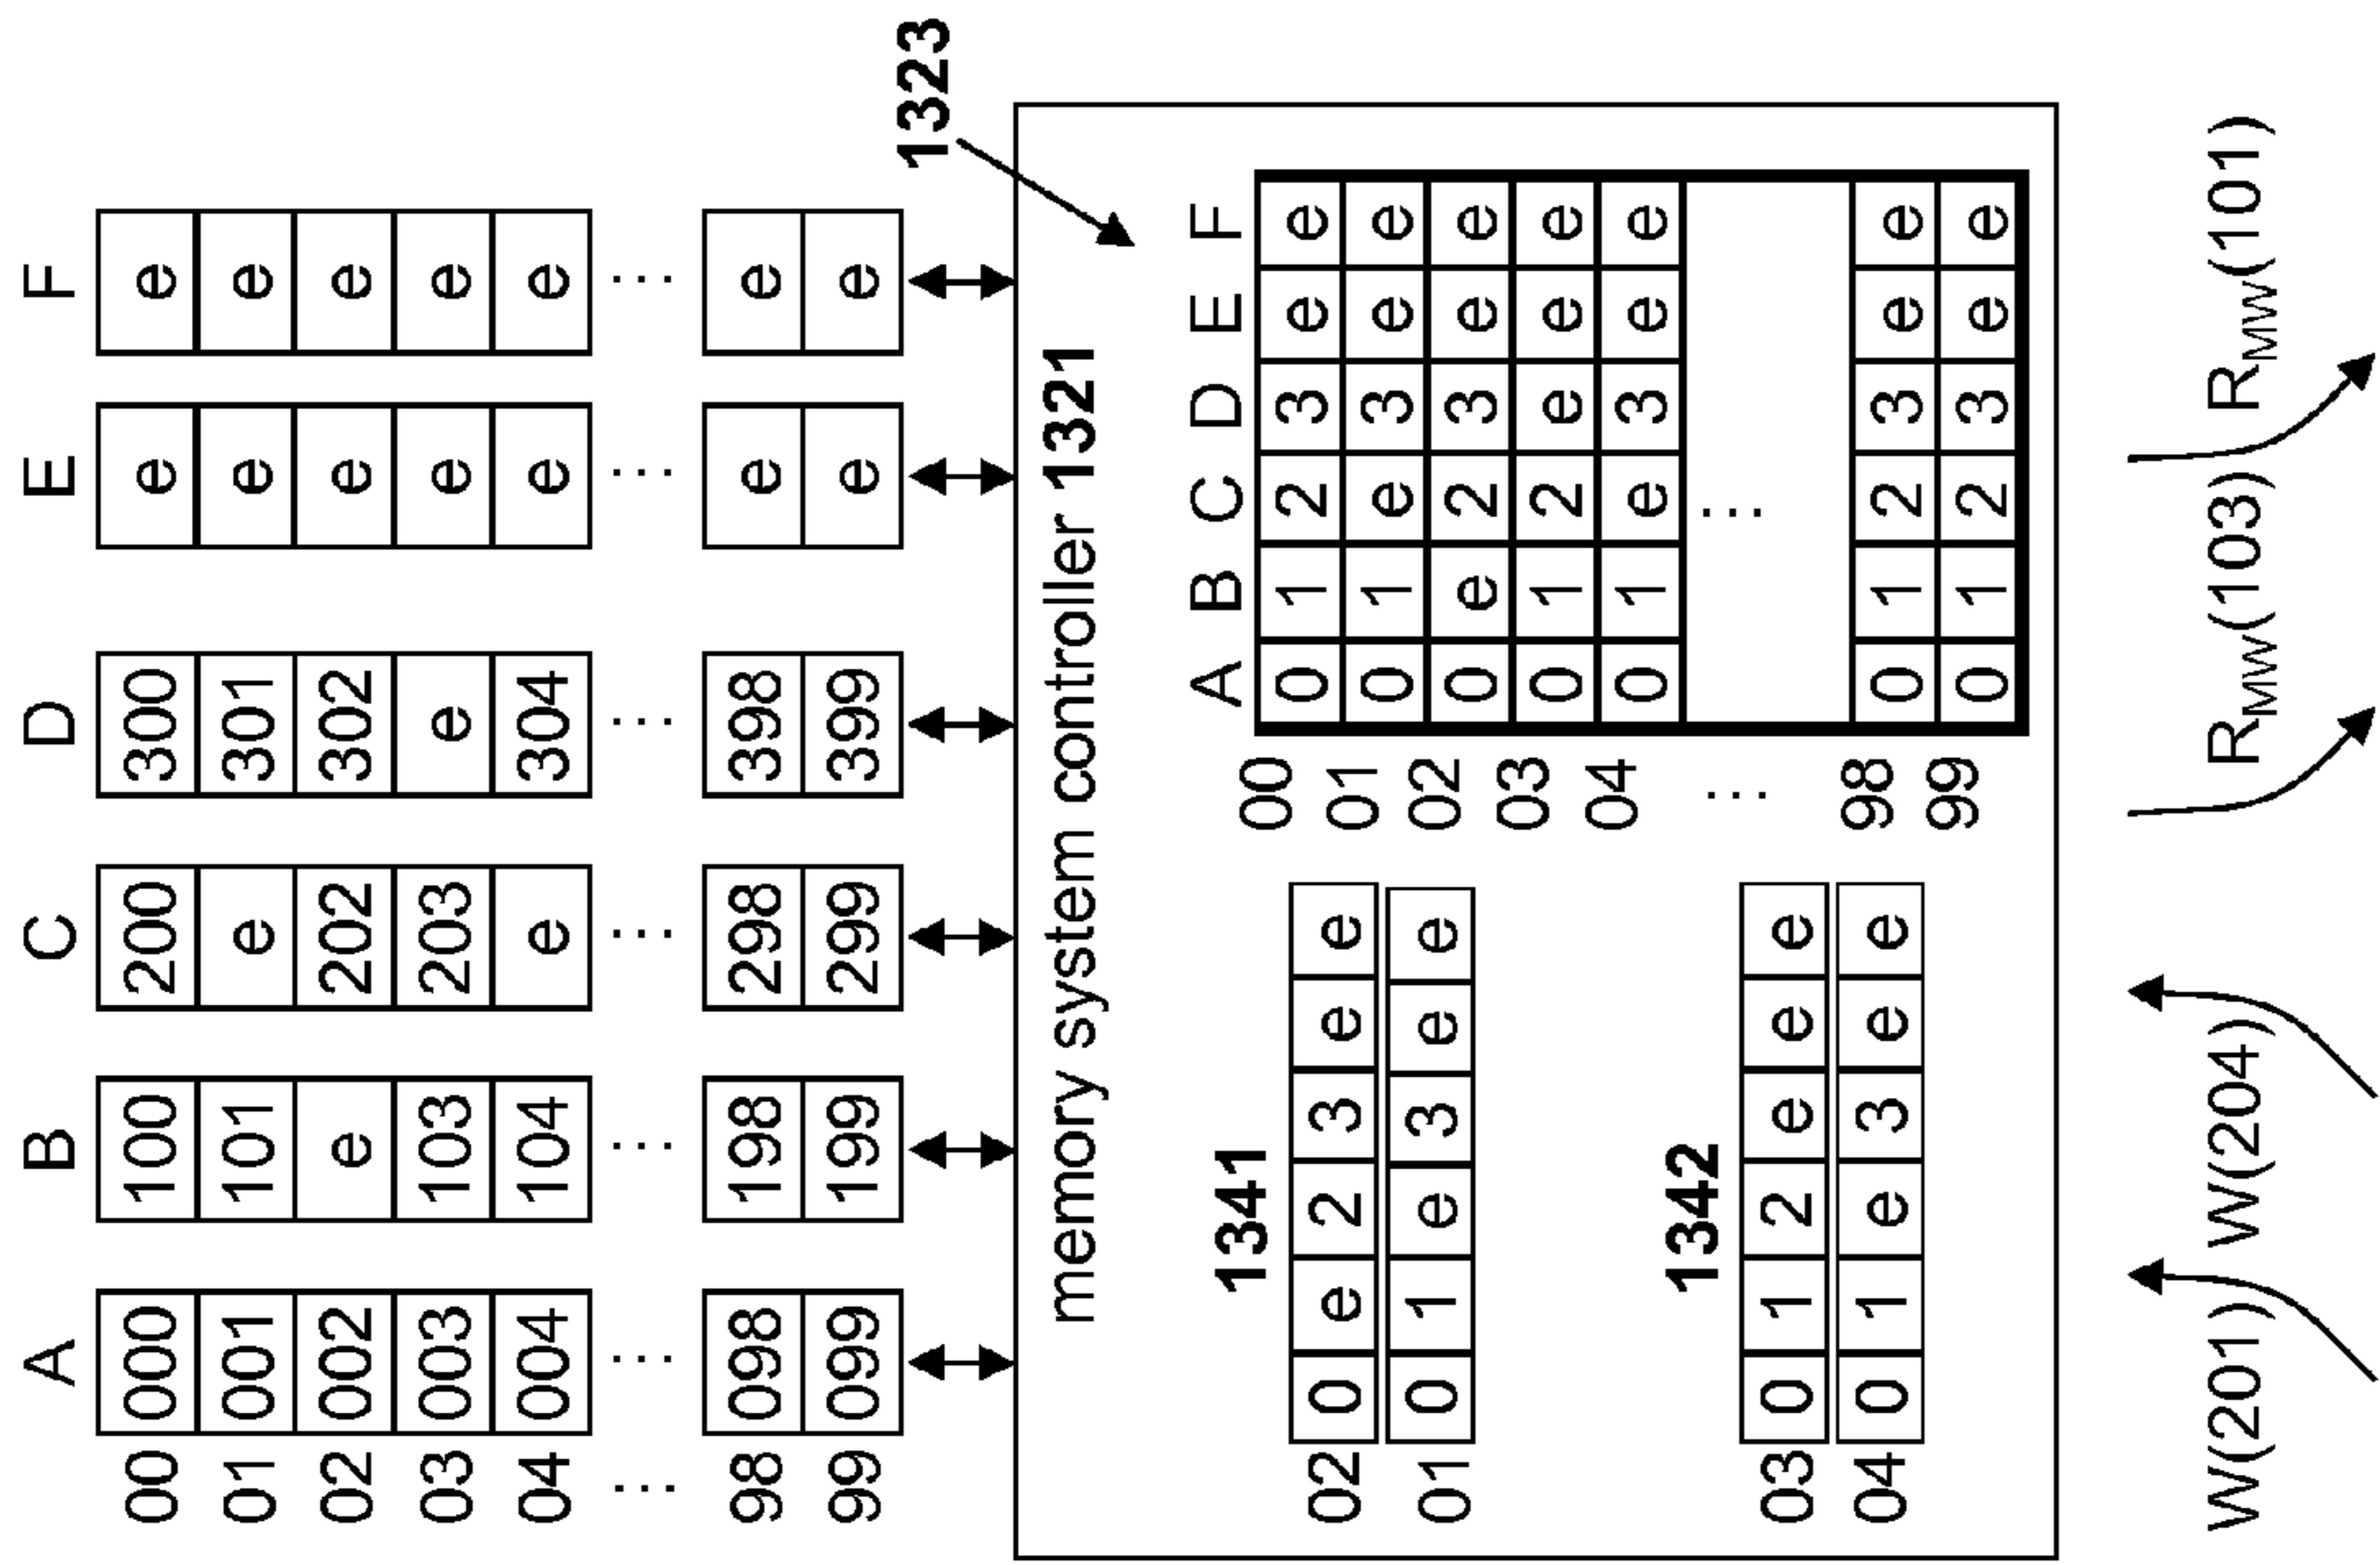 A B C D E F
00 000 100 200 300 e e
01 001 101 e 301 e e
02 002 e 202 302 e e
03 003 103 203 e e e
04 004 104 e 304 e e
... ... ... ... ... ... ...
98 098 198 298 398 e e
99 099 199 299 399 e e
1323
memory system controller 1321
1341
02 0 e 2 3 e e
01 0 1 e 3 e e
1342
03 0 1 2 e e e
04 0 1 e 3 e e
A B C D E F
00 0 1 2 3 e e
01 0 1 e 3 e e
02 0 e 2 3 e e
03 0 1 2 e e e
04 0 1 e 3 e e
... ...
98 0 1 2 3 e e
99 0 1 2 3 e e
W(201) W(204) RMW(103) RMW(101)